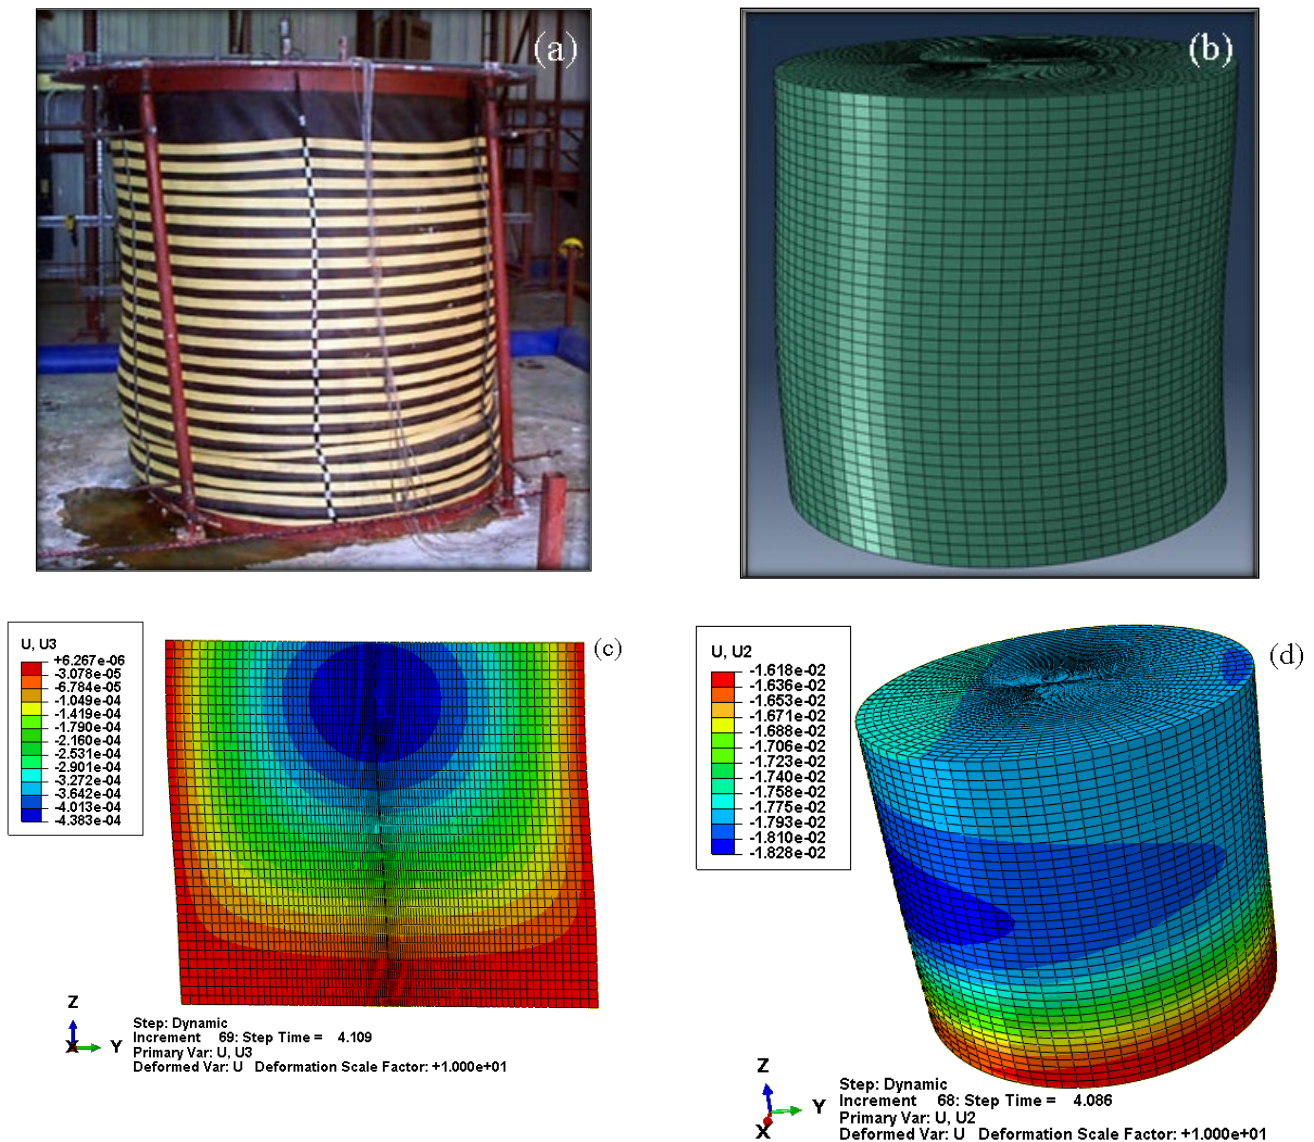 (a)
(b)
U, U3
+6.267e-06
-3.078e-05
-6.784e-05
-1.049e-04
-1.419e-04
-1.790e-04
-2.160e-04
-2.531e-04
-2.901e-04
-3.272e-04
-3.642e-04
-4.013e-04
-4.383e-04
(c)
Z
X
Y
Step: Dynamic
Increment 69: Step Time = 4.109
Primary Var: U, U3
Deformed Var: U Deformation Scale Factor: +1.000e+01
U, U2
-1.618e-02
-1.636e-02
-1.653e-02
-1.671e-02
-1.688e-02
-1.706e-02
-1.723e-02
-1.740e-02
-1.758e-02
-1.775e-02
-1.793e-02
-1.810e-02
-1.828e-02
(d)
Z
Y
X
Step: Dynamic
Increment 68: Step Time = 4.086
Primary Var: U, U2
Deformed Var: U Deformation Scale Factor: +1.000e+01